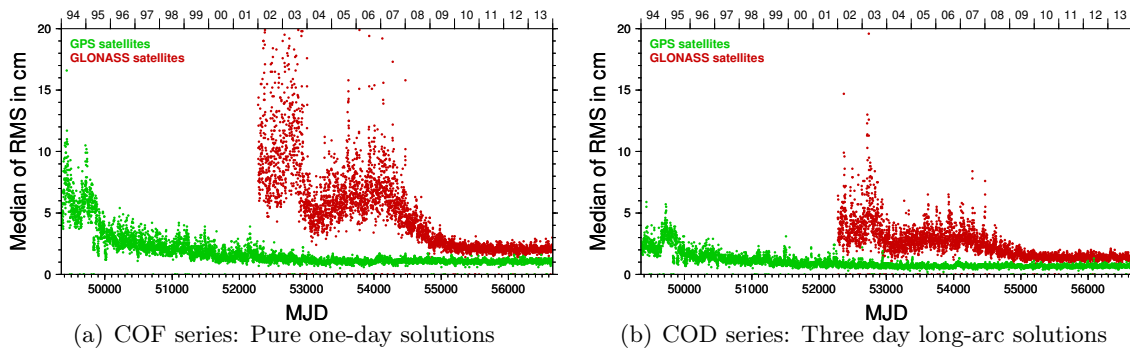 94 95 96 97 98 99 00 01 02 03 04 05 06 07 08 09 10 11 12 13
20
15
10
5
0
Median of RMS in cm
GPS satellites
GLONASS satellites
50000 51000 52000 53000 54000 55000 56000
MJD
(a) COF series: Pure one-day solutions
94 95 96 97 98 99 00 01 02 03 04 05 06 07 08 09 10 11 12 13
20
15
10
5
0
Median of RMS in cm
GPS satellites
GLONASS satellites
50000 51000 52000 53000 54000 55000 56000
MJD
(b) COD series: Three day long-arc solutions